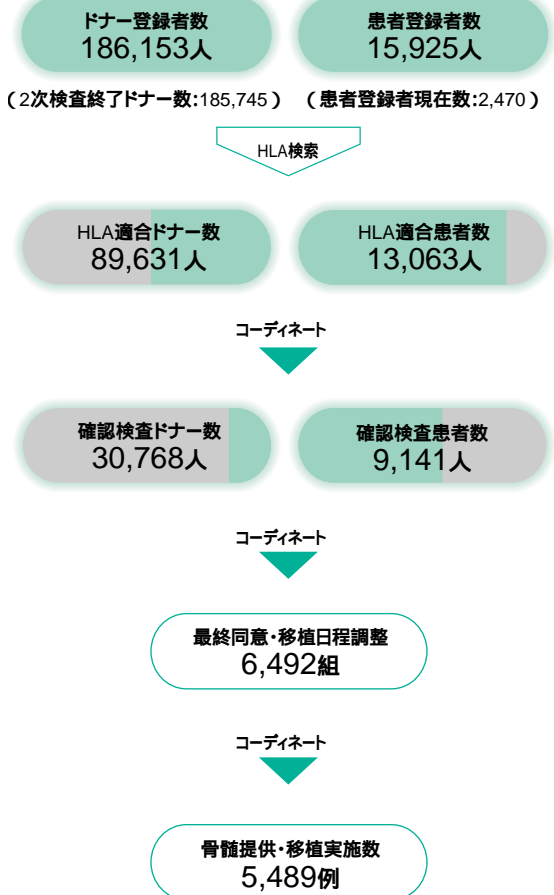 ドナー登録者数
186,153人
患者登録者数
15,925人
(2次検査終了ドナー数:185,745)
(患者登録者現在数:2,470)
HLA検索
HLA適合ドナー数
89,631人
HLA適合患者数
13,063人
コーディネート
確認検査ドナー数
30,768人
確認検査患者数
9,141人
コーディネート
最終同意・移植日程調整
6,492組
コーディネート
骨髄提供・移植実施数
5,489例